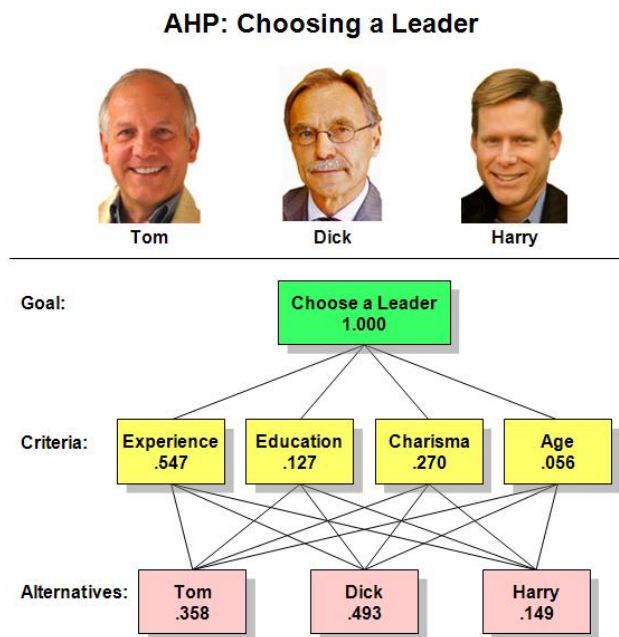 AHP: Choosing a Leader
Tom
Dick
Harry
Goal:
Choose a Leader
1.000
Criteria:
Experience
.547
Education
.127
Charisma
.270
Age
.056
Alternatives:
Tom
.358
Dick
.493
Harry
.149